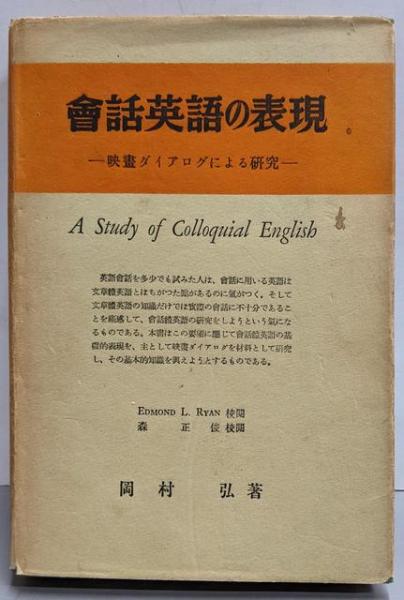 會話英語の表現
―映畫ダイアログによる硏究―
A Study of Colloquial English
英語會話を多少でも試みた人は、會話に用いる英語は
文章體英語とはちがつた點があるのに氣がつく。そして
文章體英語の知識だけでは實際の會話に不十分であるこ
とを痛感して、會話體英語の硏究をしようという氣にな
るものである。本書はこの要求に應じて會話體英語の基
礎的表現を、主として映畫ダイアログを材料として硏究
し、その基本的知識を與えようとするものである。
EDMOND L. RYAN 校閱
森 正 俊 校閱
岡村 弘著